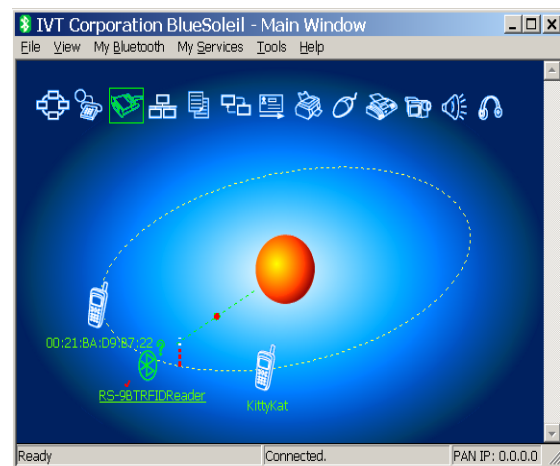 IVT Corporation BlueSoleil - Main Window
File View My Bluetooth My Services Tools Help
00:21:BA:D9:B7:22
RS-9BTRFIDReader
KittyKat
Ready Connected. PAN IP: 0.0.0.0